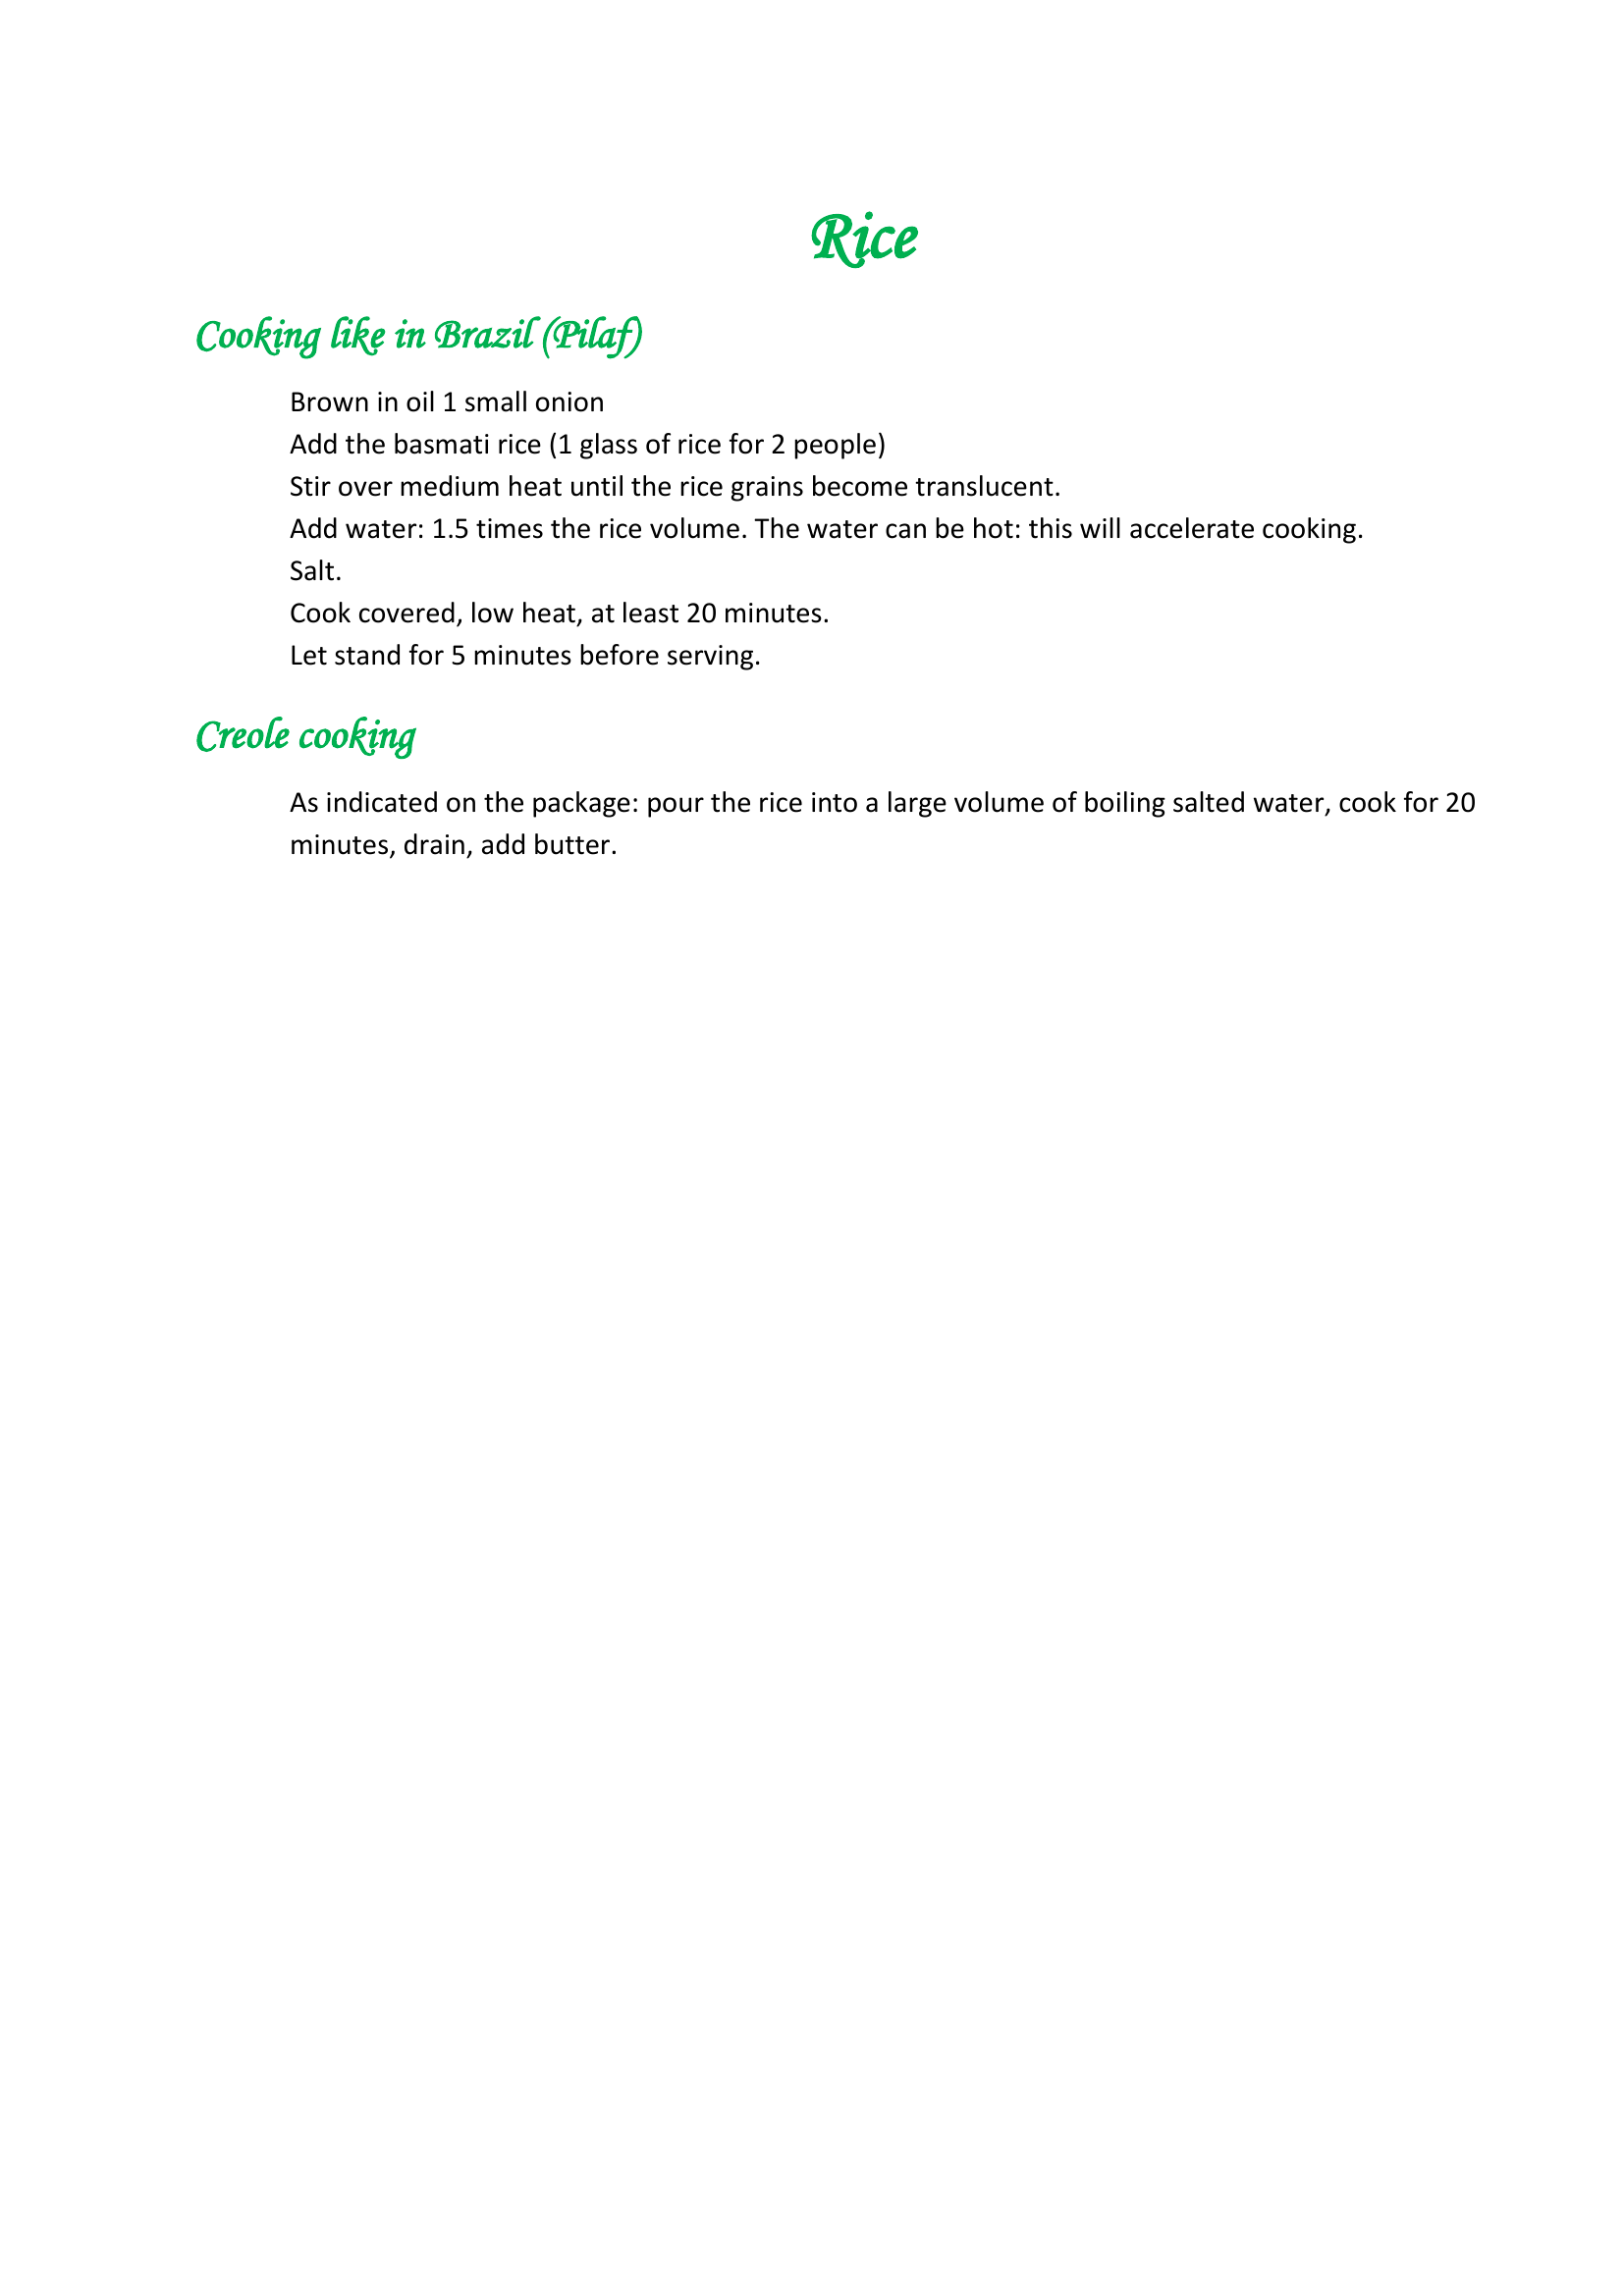 Rice
Cooking like in Brazil (Pilaf)
Brown in oil 1 small onion
Add the basmati rice (1 glass of rice for 2 people)
Stir over medium heat until the rice grains become translucent.
Add water: 1.5 times the rice volume. The water can be hot: this will accelerate cooking.
Salt.
Cook covered, low heat, at least 20 minutes.
Let stand for 5 minutes before serving.
Creole cooking
As indicated on the package: pour the rice into a large volume of boiling salted water, cook for 20
minutes, drain, add butter.